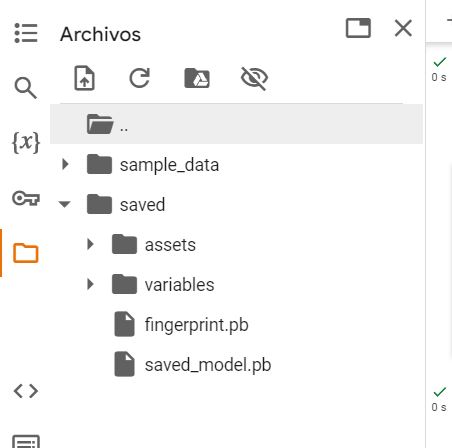 Archivos
..
{x}
sample_data
saved
assets
variables
fingerprint.pb
saved_model.pb
0 s
0 s